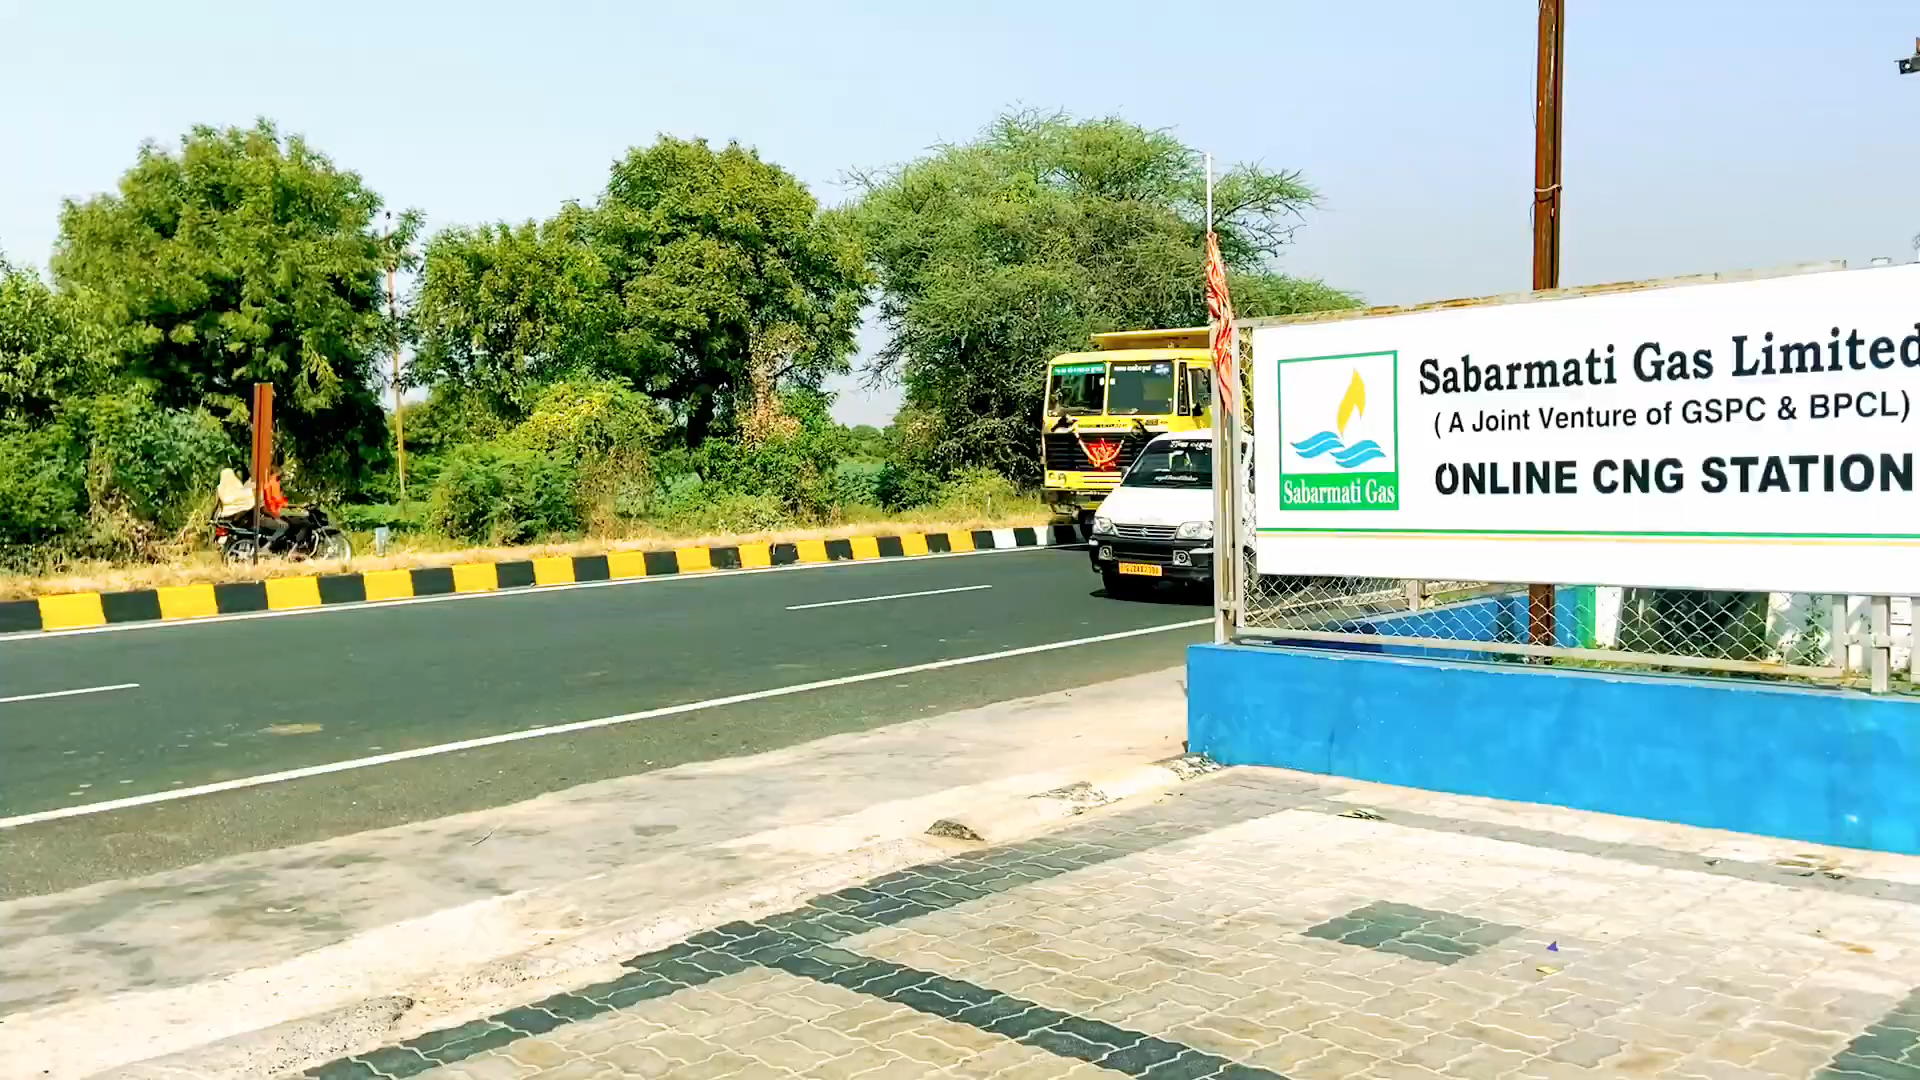 Sabarmati Gas Limited
( A Joint Venture of GSPC & BPCL)
ONLINE CNG STATION
Sabarmati Gas